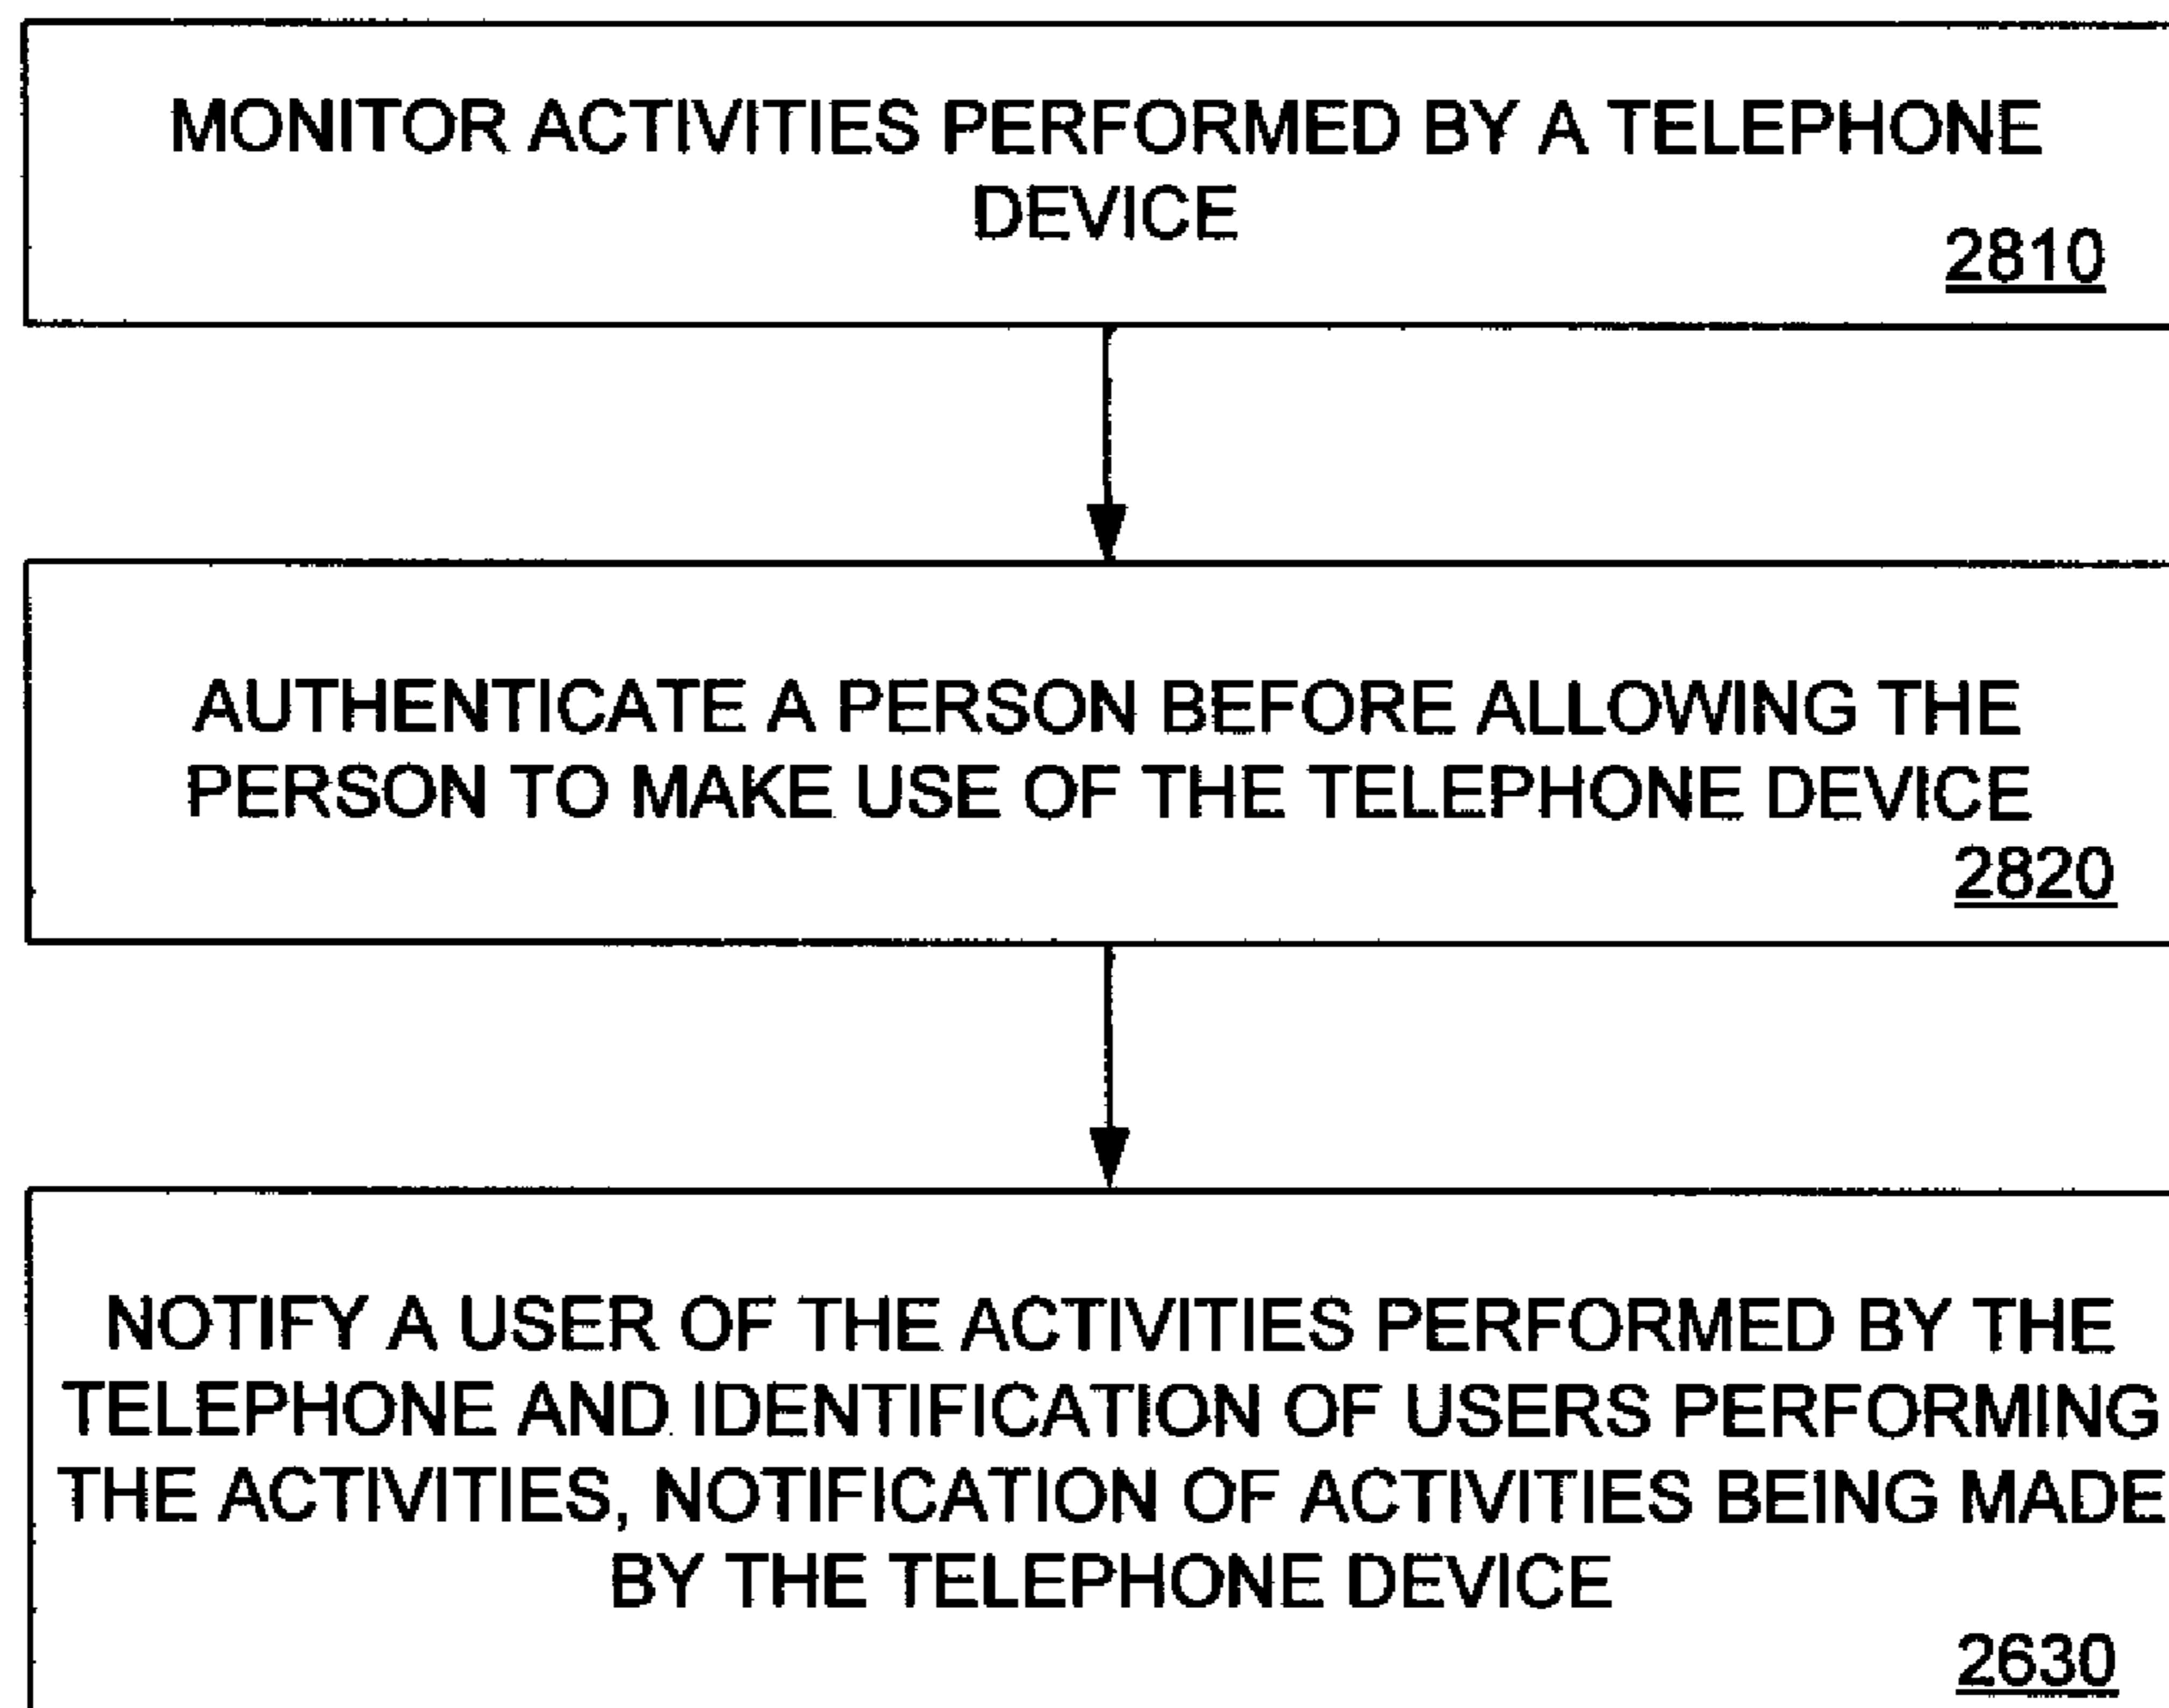 MONITOR ACTIVITIES PERFORMED BY A TELEPHONE
DEVICE
2810
AUTHENTICATE A PERSON BEFORE ALLOWING THE
PERSON TO MAKE USE OF THE TELEPHONE DEVICE
2820
NOTIFY A USER OF THE ACTIVITIES PERFORMED BY THE
TELEPHONE AND IDENTIFICATION OF USERS PERFORMING
THE ACTIVITIES, NOTIFICATION OF ACTIVITIES BEING MADE
BY THE TELEPHONE DEVICE
2630